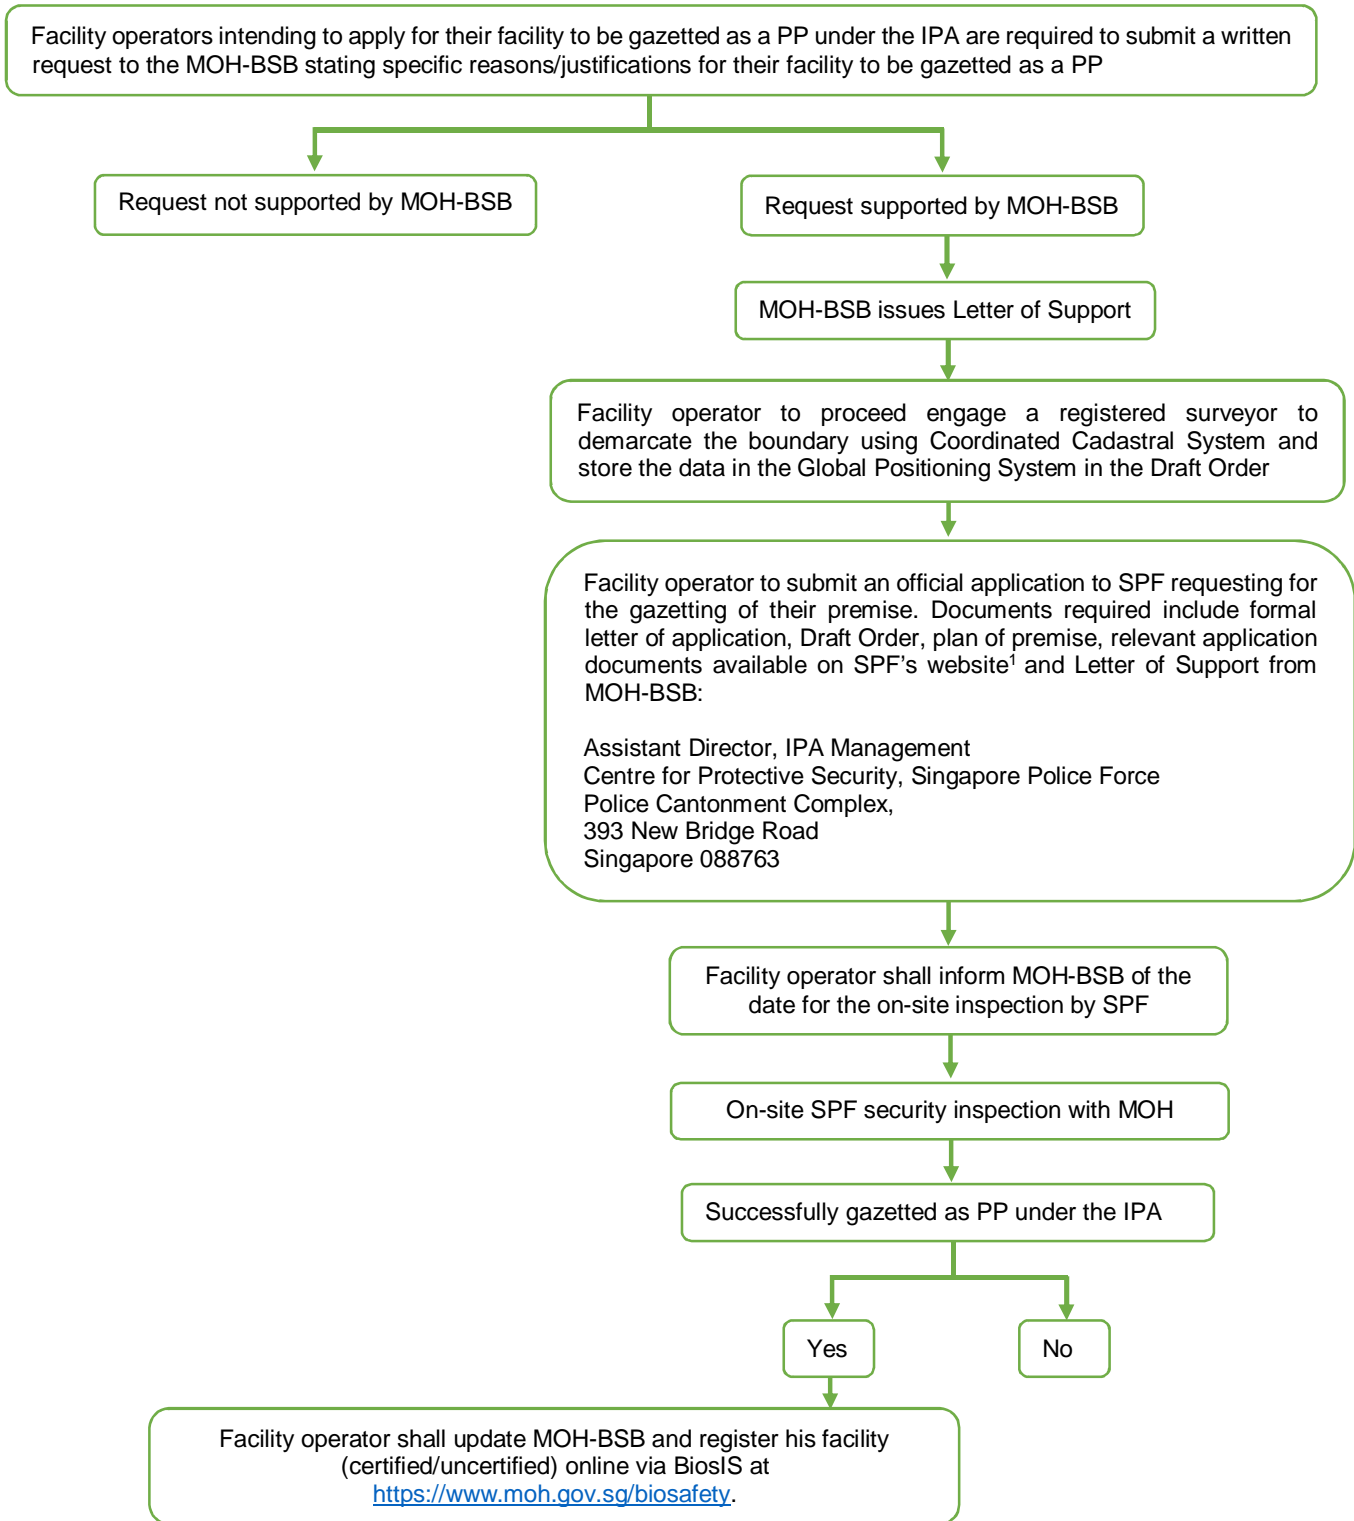 Facility operators intending to apply for their facility to be gazetted as a PP under the IPA are required to submit a written
request to the MOH-BSB stating specific reasons/justifications for their facility to be gazetted as a PP
Request not supported by MOH-BSB
Request supported by MOH-BSB
MOH-BSB issues Letter of Support
Facility operator to proceed engage a registered surveyor to
demarcate the boundary using Coordinated Cadastral System and
store the data in the Global Positioning System in the Draft Order
Facility operator to submit an official application to SPF requesting for
the gazetting of their premise. Documents required include formal
letter of application, Draft Order, plan of premise, relevant application
documents available on SPF’s website¹ and Letter of Support from
MOH-BSB:
Assistant Director, IPA Management
Centre for Protective Security, Singapore Police Force
Police Cantonment Complex,
393 New Bridge Road
Singapore 088763
Facility operator shall inform MOH-BSB of the
date for the on-site inspection by SPF
On-site SPF security inspection with MOH
Successfully gazetted as PP under the IPA
Yes
No
Facility operator shall update MOH-BSB and register his facility
(certified/uncertified) online via BiosIS at
https://www.moh.gov.sg/biosafety.